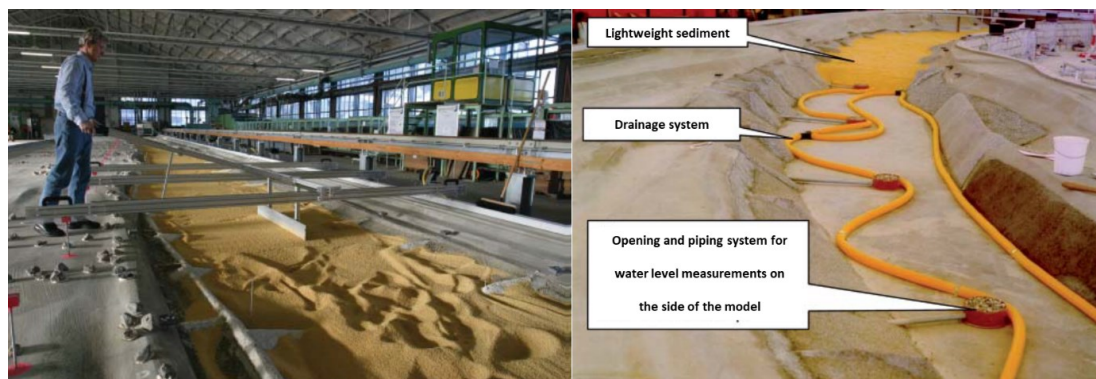 Lightweight sediment
Drainage system
Opening and piping system for
water level measurements on
the side of the model